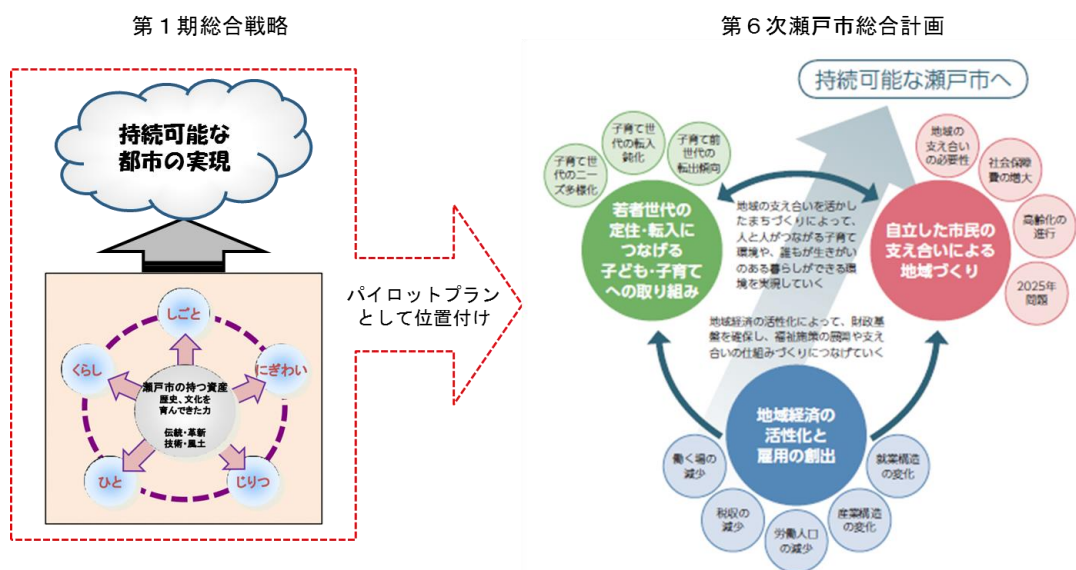 第１期総合戦略
持続可能な
都市の実現
しごと
くらし
にぎわい
瀬戸市の持つ資産
歴史、文化を
育んできた力
伝統・革新
技術・風土
ひと
じりつ
パイロットプラン
として位置付け
第６次瀬戸市総合計画
持続可能な瀬戸市へ
子育て世
代のニー
ズ多様化
子育て世
代の転入
鈍化
子育て前
世代の
転出傾向
地域の
支え合い
の必要性
社会保障
費の増大
高齢化の
進行
2025年
問題
若者世代の
定住・転入に
つなげる
子ども・子育て
への取り組み
地域の支え合いを活かし
たまちづくりによって、
人と人がつながる子育て
環境や、誰もが生きがい
のある暮らしができる環
境を実現していく
自立した市民の
支え合いによる
地域づくり
地域経済の活性化によって、財政基
盤を確保し、福祉施策の展開や支え
合いの仕組みづくりにつなげていく
地域経済の
活性化と
雇用の創出
働く場の
減少
税収の
減少
労働人口
の減少
産業構造
の変化
就業構造
の変化